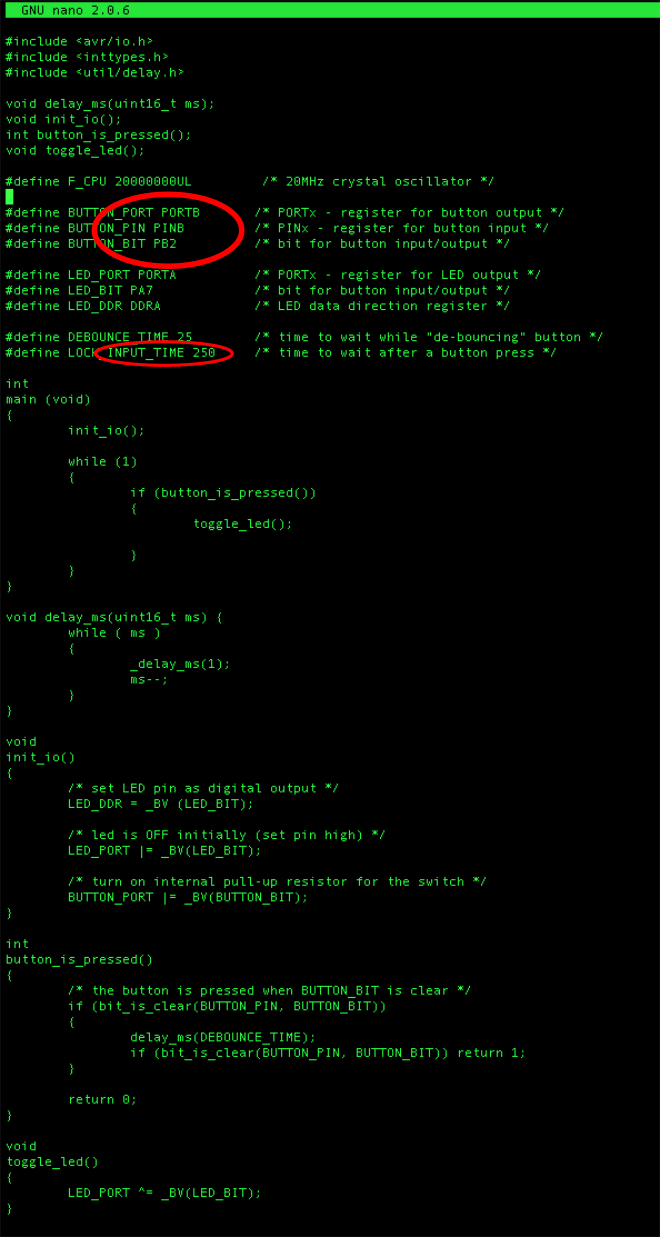 GNU nano 2.0.6
#include <avr/io.h>
#include <inttypes.h>
#include <util/delay.h>
void delay_ms(uint16_t ms);
void init_io();
int button_is_pressed();
void toggle_led();
#define F_CPU 20000000UL /* 20MHz crystal oscillator */
#define BUTTON_PORT PORTB /* PORTx - register for button output */
#define BUTTON_PIN PINB /* PINx - register for button input */
#define BUTTON_BIT PB2 /* bit for button input/output */
#define LED_PORT PORTA /* PORTx - register for LED output */
#define LED_BIT PA7 /* bit for button input/output */
#define LED_DDR DDRA /* LED data direction register */
#define DEBOUNCE_TIME 25 /* time to wait while "de-bouncing" button */
#define LOCK_INPUT_TIME 250 /* time to wait after a button press */
int
main (void)
{
init_io();
while (1)
{
if (button_is_pressed())
{
toggle_led();
}
}
}
void delay_ms(uint16_t ms) {
while ( ms )
{
_delay_ms(1);
ms--;
}
}
void
init_io()
{
/* set LED pin as digital output */
LED_DDR = _BV (LED_BIT);
/* led is OFF initially (set pin high) */
LED_PORT |= _BV(LED_BIT);
/* turn on internal pull-up resistor for the switch */
BUTTON_PORT |= _BV(BUTTON_BIT);
}
int
button_is_pressed()
{
/* the button is pressed when BUTTON_BIT is clear */
if (bit_is_clear(BUTTON_PIN, BUTTON_BIT))
{
delay_ms(DEBOUNCE_TIME);
if (bit_is_clear(BUTTON_PIN, BUTTON_BIT)) return 1;
}
return 0;
}
void
toggle_led()
{
LED_PORT ^= _BV(LED_BIT);
}